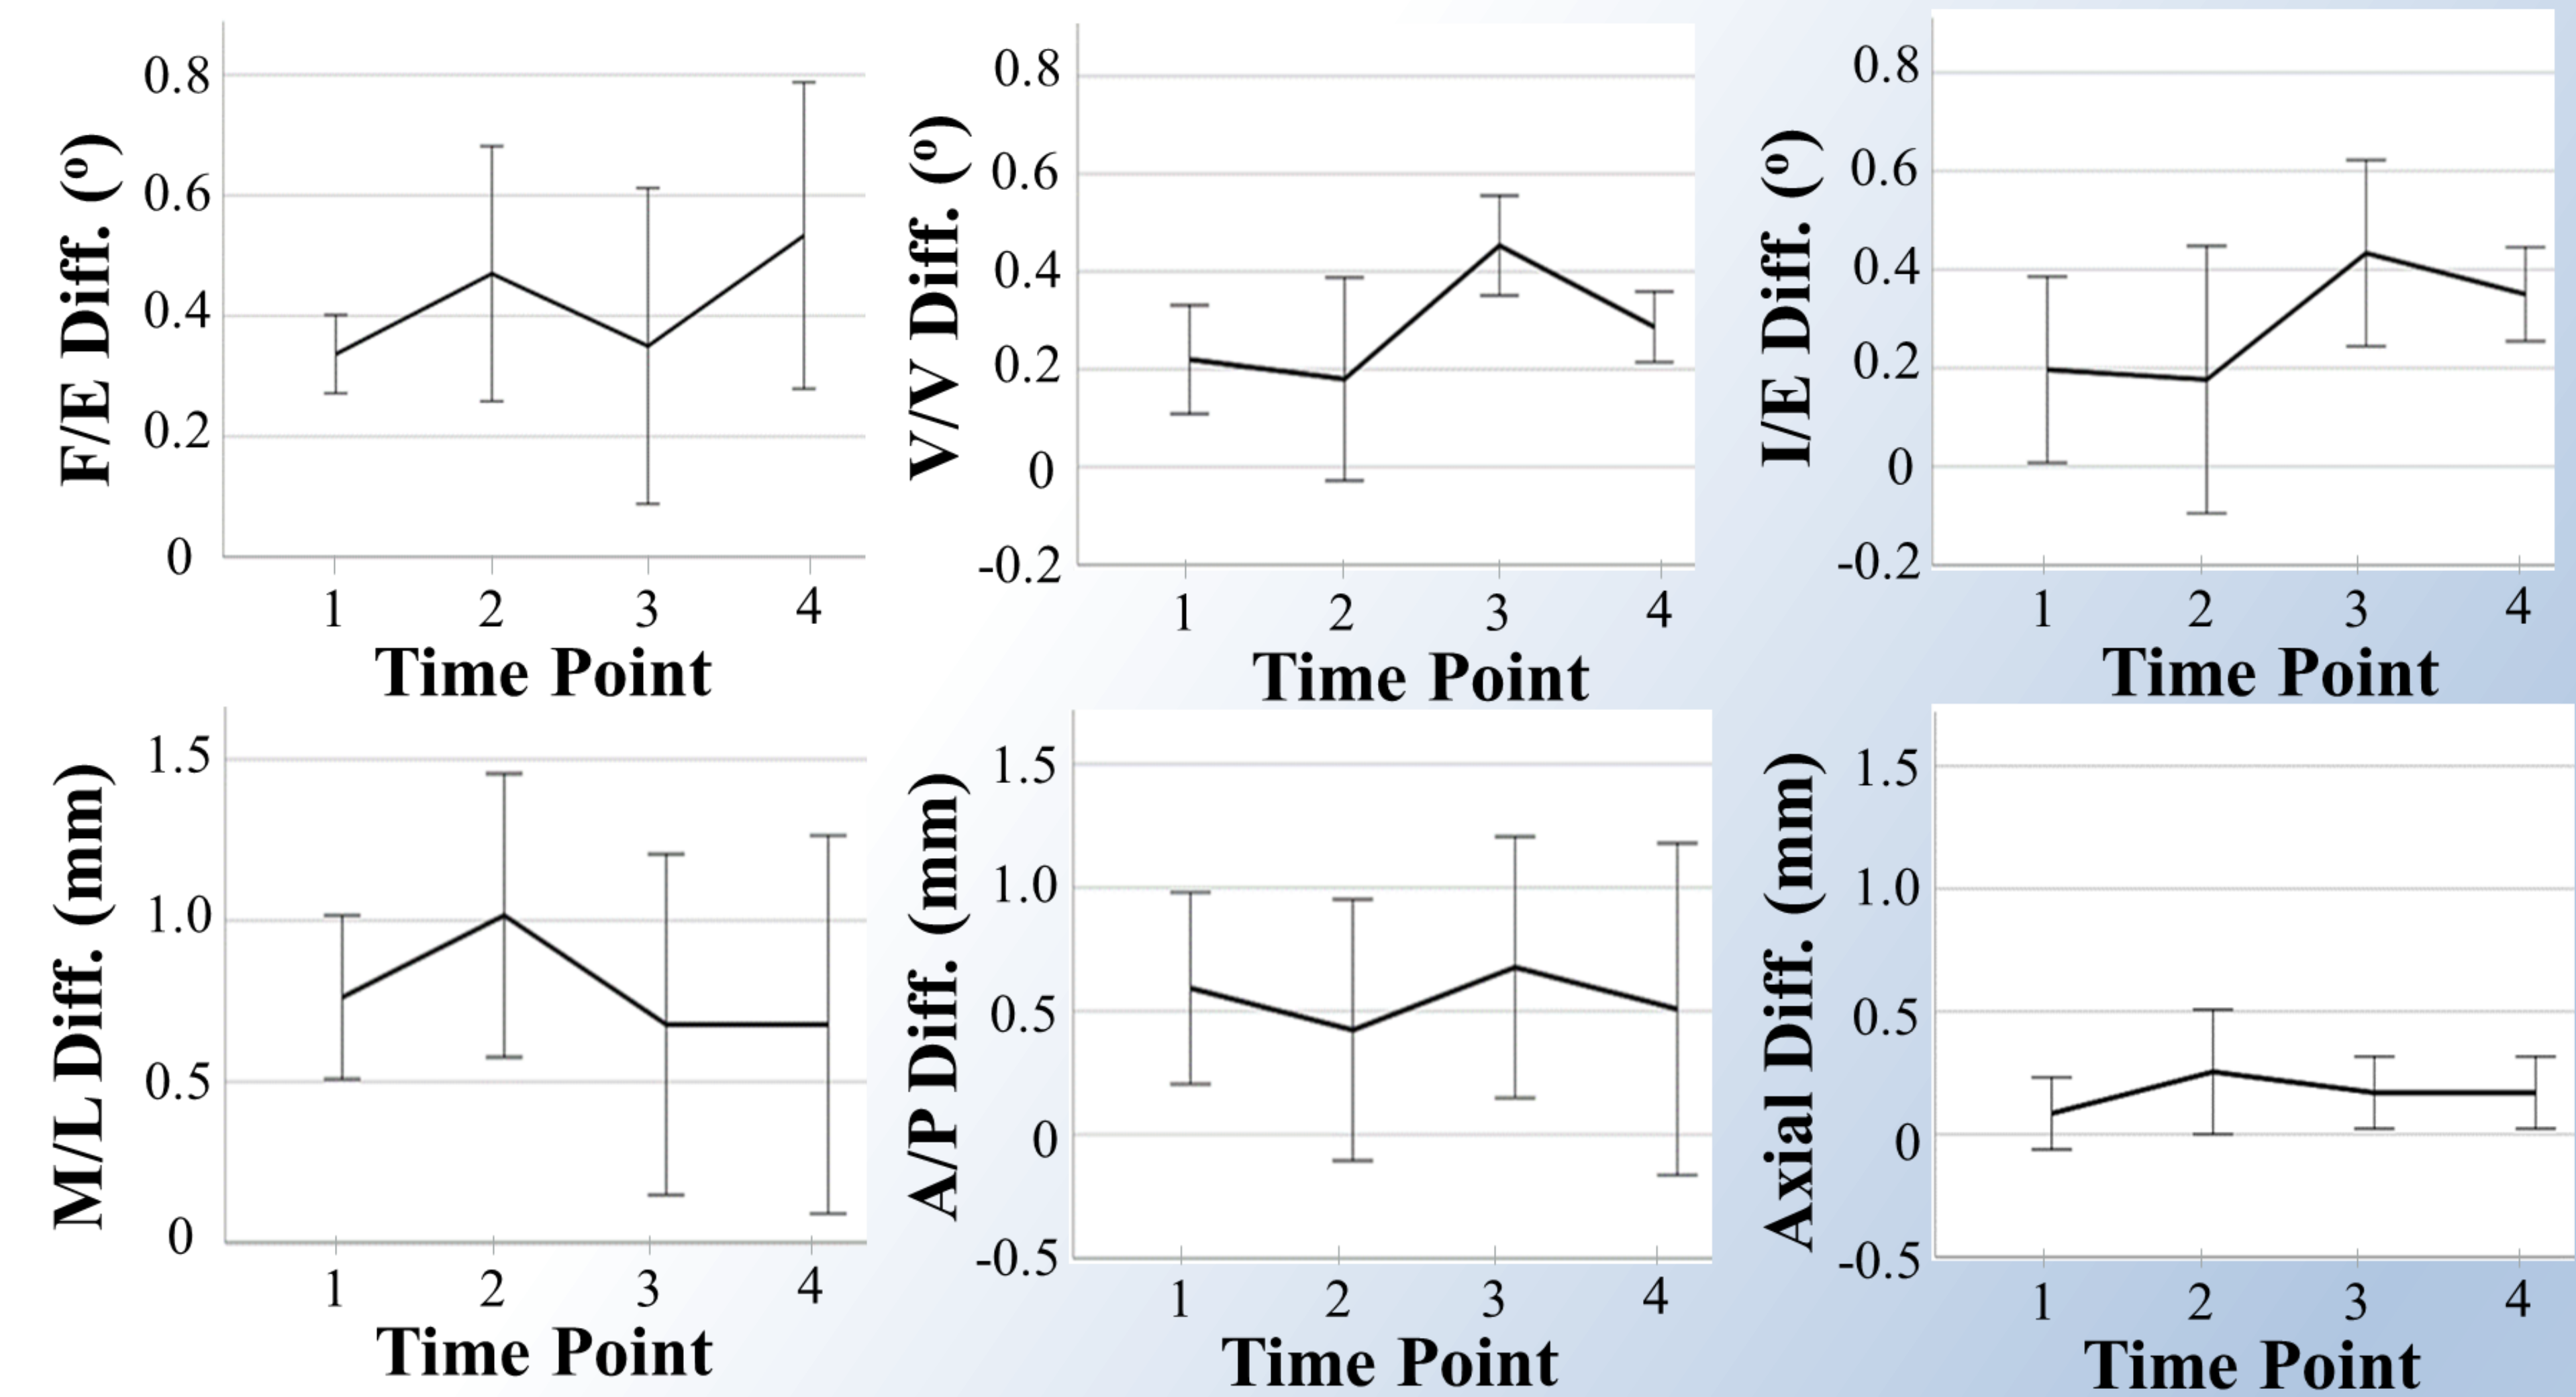 F/E Diff. (º)
0.8
0.6
0.4
0.2
0
1 2 3 4
Time Point
V/V Diff. (º)
0.8
0.6
0.4
0.2
0
-0.2
1 2 3 4
Time Point
I/E Diff. (º)
0.8
0.6
0.4
0.2
0
-0.2
1 2 3 4
Time Point
M/L Diff. (mm)
1.5
1.0
0.5
0
1 2 3 4
Time Point
A/P Diff. (mm)
1.5
1.0
0.5
0
-0.5
1 2 3 4
Time Point
Axial Diff. (mm)
1.5
1.0
0.5
0
-0.5
1 2 3 4
Time Point